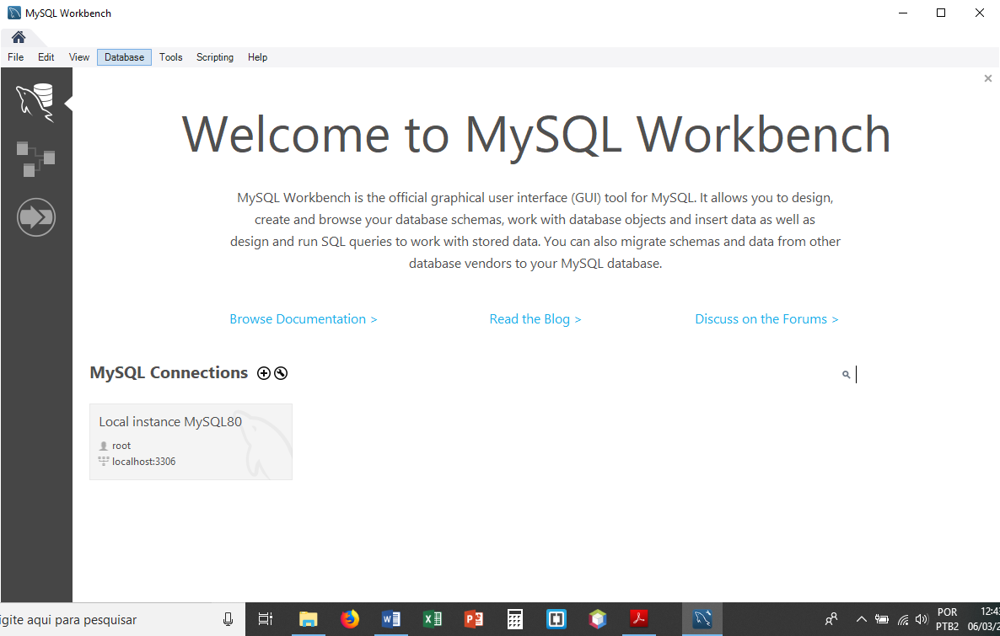 MySQL Workbench
File Edit View Database Tools Scripting Help
Welcome to MySQL Workbench
MySQL Workbench is the official graphical user interface (GUI) tool for MySQL. It allows you to design,
create and browse your database schemas, work with database objects and insert data as well as
design and run SQL queries to work with stored data. You can also migrate schemas and data from other
database vendors to your MySQL database.
Browse Documentation > Read the Blog > Discuss on the Forums >
MySQL Connections
Local instance MySQL80
root
localhost:3306
igite aqui para pesquisar
POR 12:43
PTB2 06/03/2